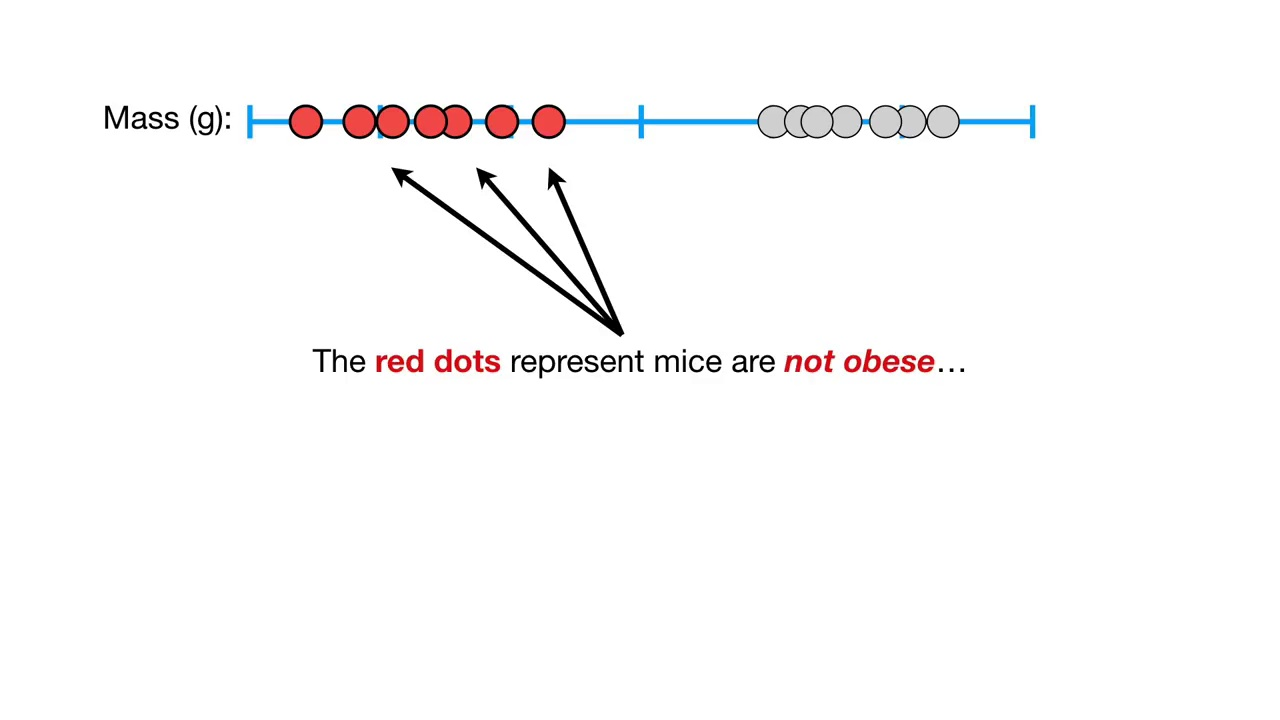 Mass (g):
The red dots represent mice are not obese…